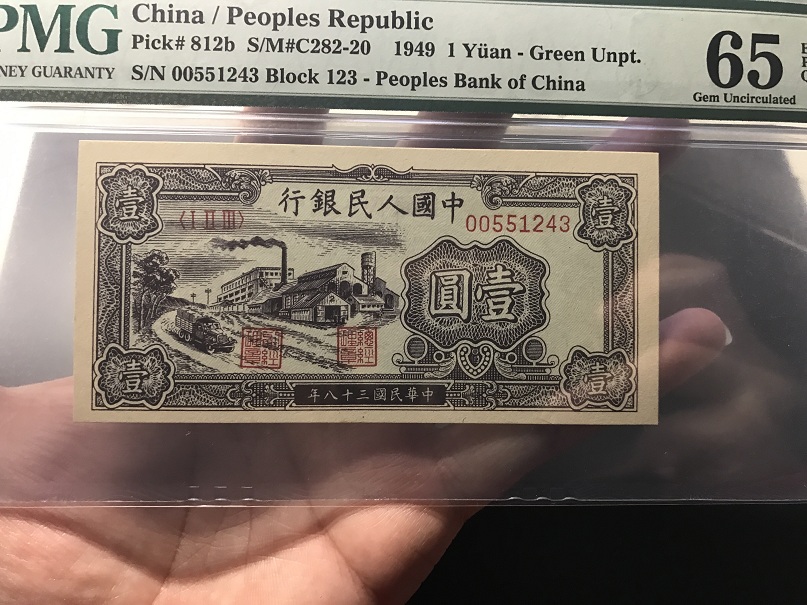 PMG
China / Peoples Republic
Pick# 812b S/M#C282-20 1949 1 Yüan - Green Unpt.
S/N 00551243 Block 123 - Peoples Bank of China
NEY GUARANTY
65
Gem Uncirculated
壹
壹
行銀民人國中
〈I II III〉
00551243
圓壹
壹
壹
年八十三國民華中